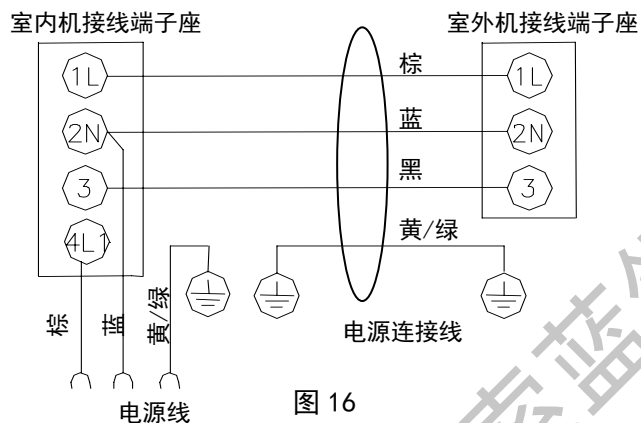 室内机接线端子座
室外机接线端子座
1L
棕
1L
2N
蓝
2N
3
黑
3
4L1
黄/绿
棕
蓝
黄/绿
电源连接线
电源线
图 16
索蓝